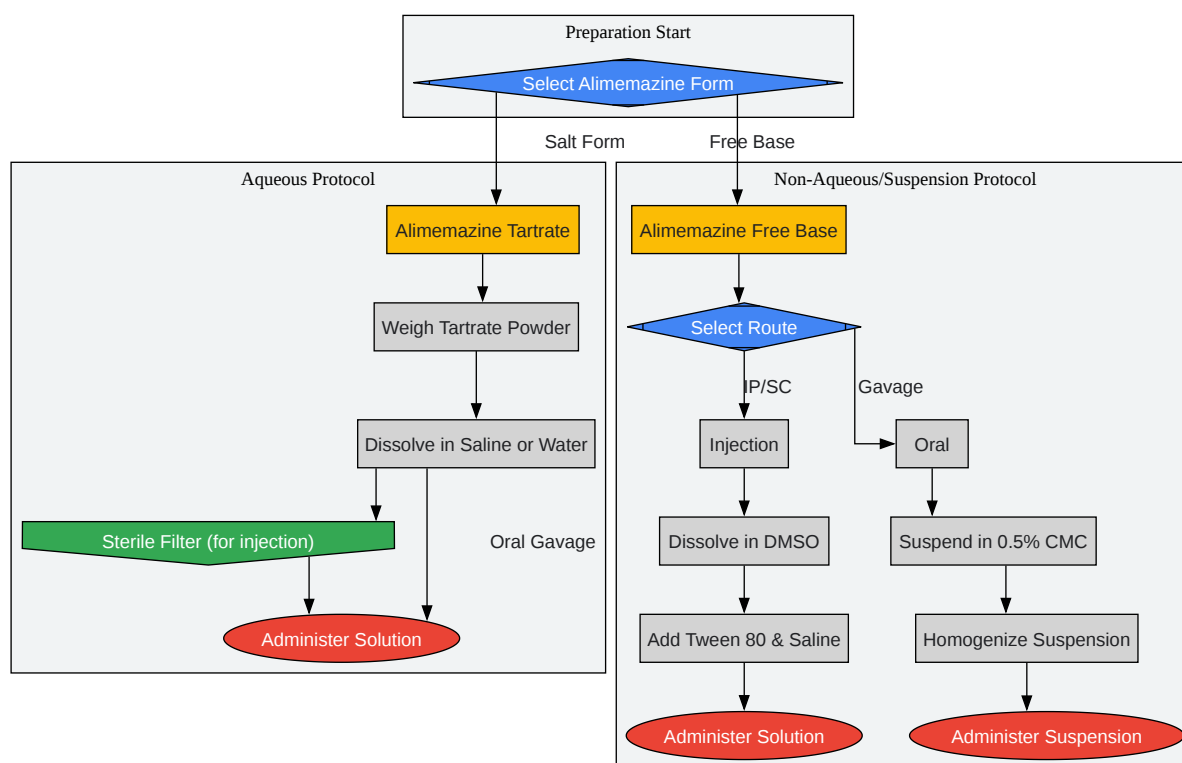 Preparation Start
Select Alimemazine Form
Salt Form
Free Base
Aqueous Protocol
Alimemazine Tartrate
Weigh Tartrate Powder
Dissolve in Saline or Water
Sterile Filter (for injection)
Oral Gavage
Administer Solution
Non-Aqueous/Suspension Protocol
Alimemazine Free Base
Select Route
IP/SC
Gavage
Injection
Oral
Dissolve in DMSO
Suspend in 0.5% CMC
Add Tween 80 & Saline
Homogenize Suspension
Administer Solution
Administer Suspension